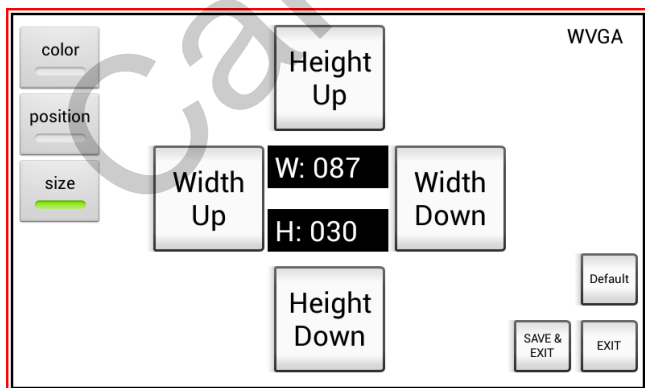 color
position
size
Height
Up
WVGA
Width
Up
W: 087
H: 030
Width
Down
Height
Down
Default
SAVE &
EXIT
EXIT